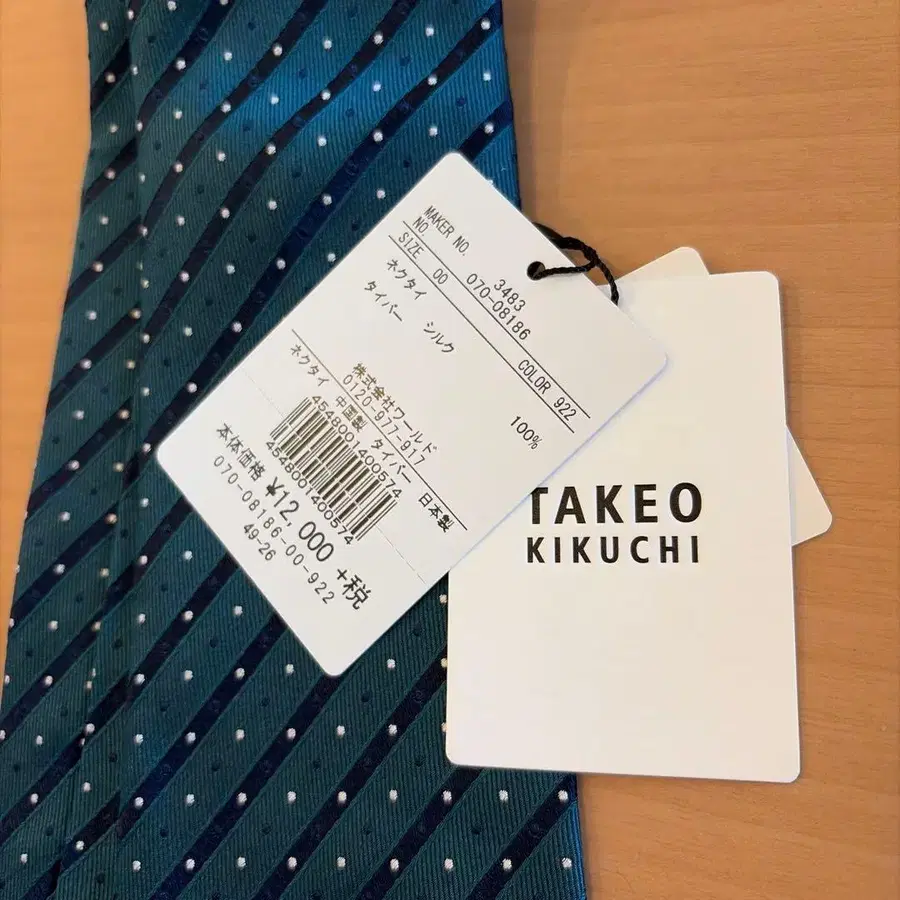 MAKER NO. 3483
NO. 070-08186
SIZE 00 COLOR 922
ネクタイ
タイバー シルク 100%
株式会社ワールド
0120-977-917
ネクタイ 中国製 タイバー 日本製
4548001400574
4548001400574
本体価格 ¥12,000 +税
070-08186-00-922
49-26
TAKEO
KIKUCHI